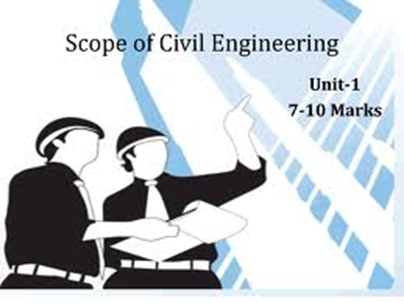 Scope of Civil Engineering
Unit-1
7-10 Marks